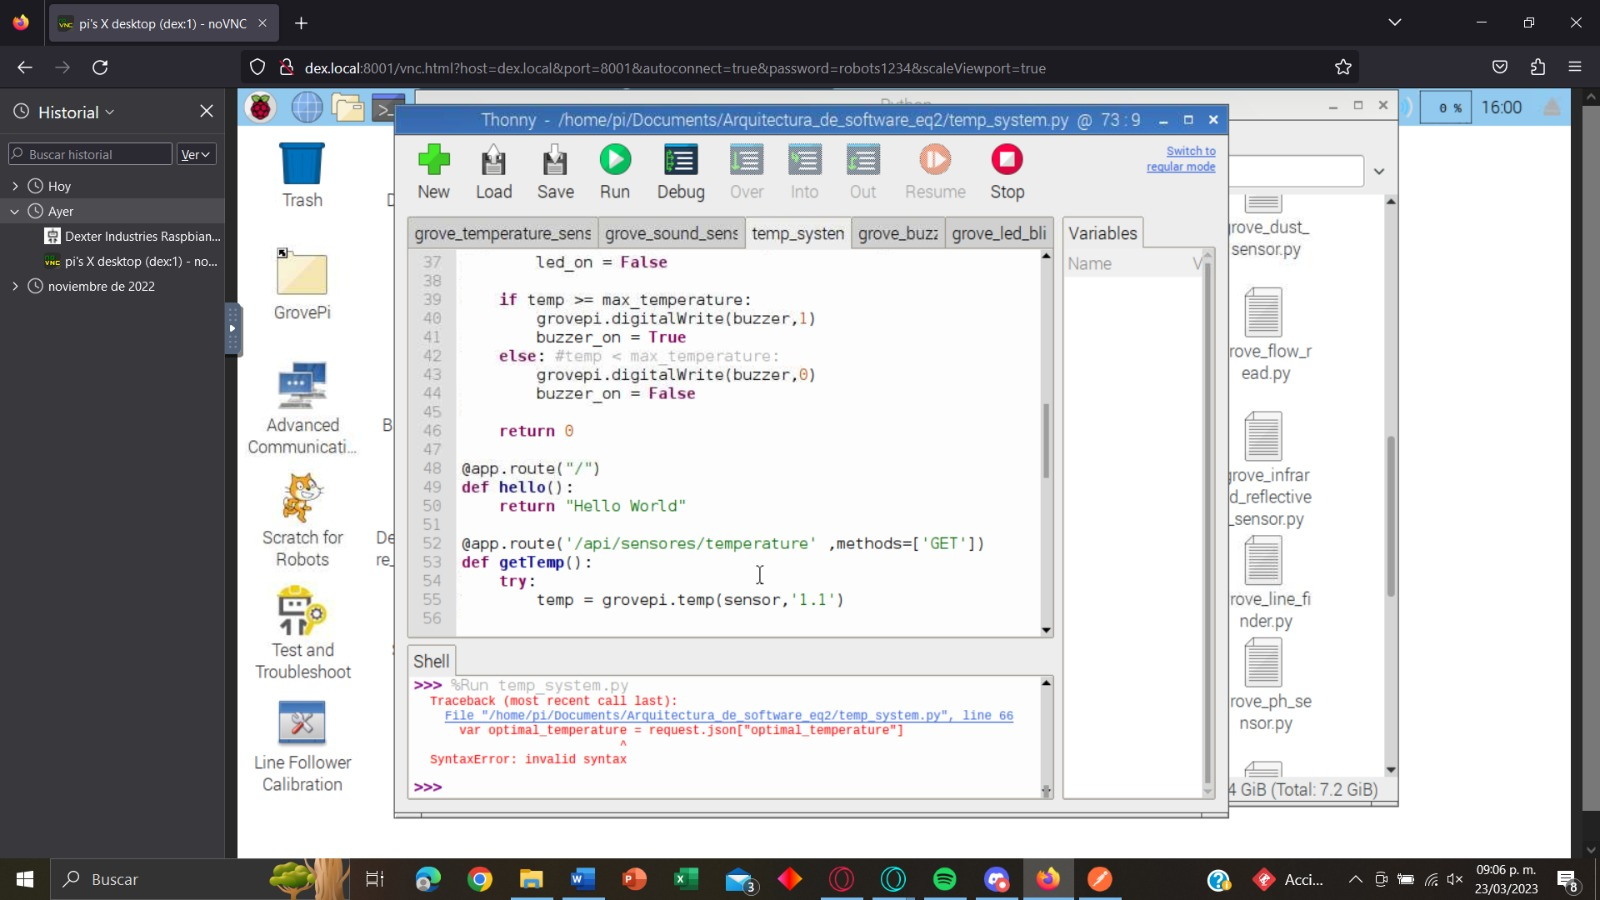 pi's X desktop (dex:1) - noVNC
dex.local:8001/vnc.html?host=dex.local&port=8001&autoconnect=true&password=robots1234&scaleViewport=true
Historial
Buscar historial
Ver
Hoy
Ayer
Dexter Industries Raspbian...
pi's X desktop (dex:1) - no...
noviembre de 2022
Trash
GrovePi
Advanced
Communicati...
Scratch for
Robots
Test and
Troubleshoot
Line Follower
Calibration
Python
0 %
16:00
Thonny - /home/pi/Documents/Arquitectura_de_software_eq2/temp_system.py @ 73 : 9
New
Load
Save
Run
Debug
Over
Into
Out
Resume
Stop
Switch to
regular mode
grove_temperature_sens
grove_sound_sens
temp_systen
grove_buzz
grove_led_bli
Variables
Name
37 led_on = False
38
39 if temp >= max_temperature:
40 grovepi.digitalWrite(buzzer,1)
41 buzzer_on = True
42 else: #temp < max_temperature:
43 grovepi.digitalWrite(buzzer,0)
44 buzzer_on = False
45
46 return 0
47
48 @app.route("/")
49 def hello():
50 return "Hello World"
51
52 @app.route('/api/sensores/temperature' ,methods=['GET'])
53 def getTemp():
54 try:
55 temp = grovepi.temp(sensor,'1.1')
56
Shell
>>> %Run temp_system.py
Traceback (most recent call last):
File "/home/pi/Documents/Arquitectura_de_software_eq2/temp_system.py", line 66
var optimal_temperature = request.json["optimal_temperature"]
^
SyntaxError: invalid syntax
>>>
grove_dust_
sensor.py
rove_flow_r
ead.py
grove_infrar
d_reflective
_sensor.py
rove_line_fi
nder.py
rove_ph_se
nsor.py
4 GiB (Total: 7.2 GiB)
Buscar
3
Acci...
09:06 p. m.
23/03/2023
8